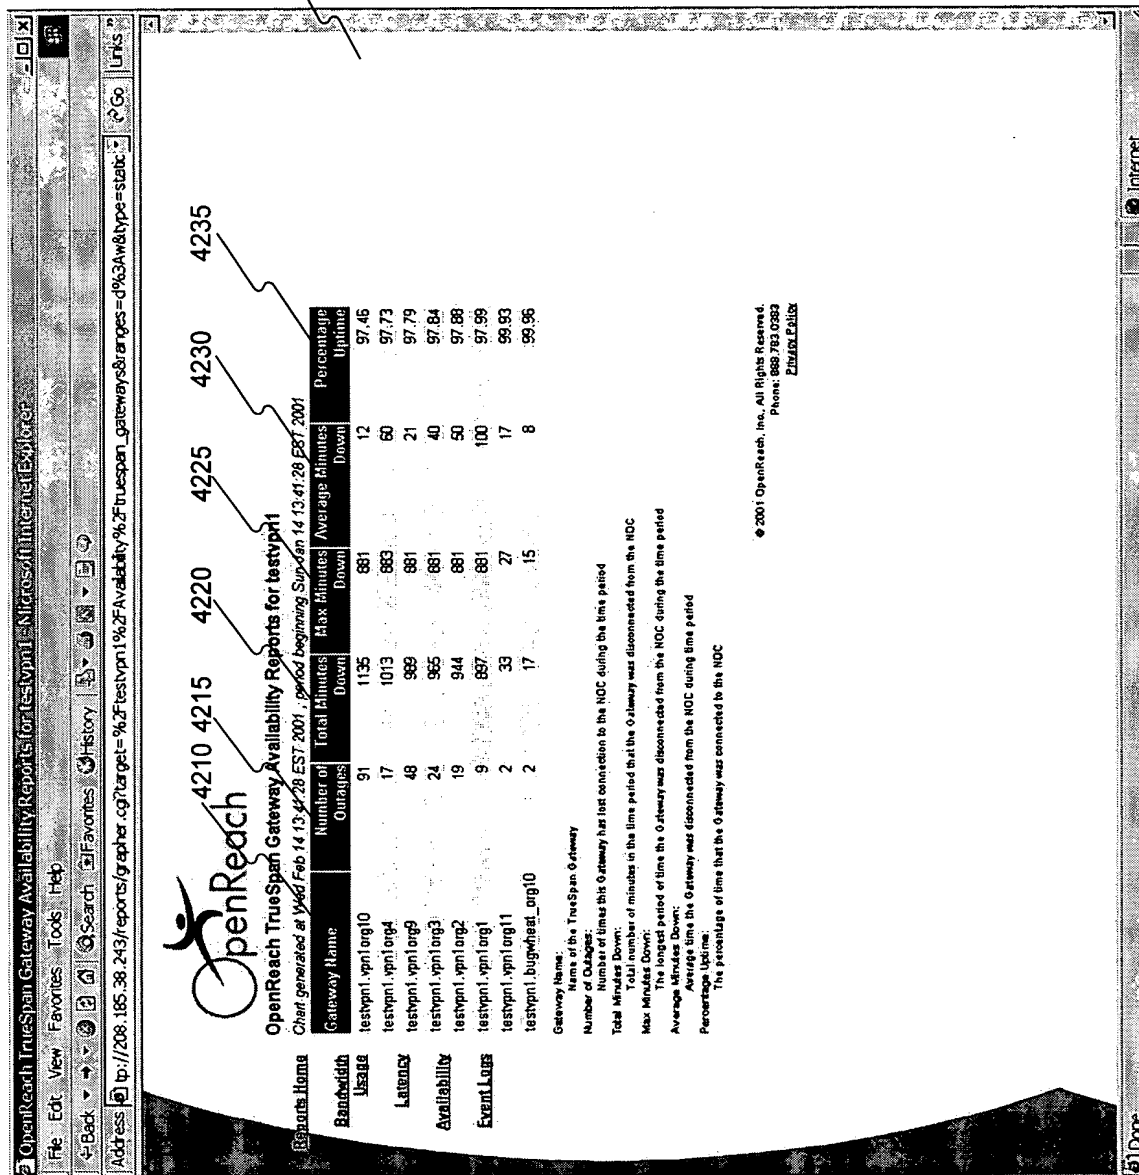 OpenReach TrueSpan Gateway Availability Reports for testvpn1 - Microsoft Internet Explorer
File Edit View Favorites Tools Help
Back Search Favorites History
Address tp://208.185.38.243/reports/grapher.cgi?target=%2Ftestvpn1%2FAvailability%2Ftruespan_gateways&ranges=d%3Aw&type=static Go Links »
4210 4215 4220 4225 4230 4235
OpenReach
OpenReach TrueSpan Gateway Availability Reports for testvpn1
Chart generated at Wed Feb 14 13:41:28 EST 2001 , period beginning Sun Jan 14 13:41:28 EST 2001
Reports Home
Bandwidth Usage
Latency
Availability
Event Logs
Gateway Name Number of Outages Total Minutes Down Max Minutes Down Average Minutes Down Percentage Uptime
testvpn1.vpn1org10 91 1135 881 12 97.46
testvpn1.vpn1org4 17 1013 883 60 97.73
testvpn1.vpn1org9 48 989 881 21 97.79
testvpn1.vpn1org3 24 965 881 40 97.84
testvpn1.vpn1org2 19 944 881 50 97.88
testvpn1.vpn1org1 9 897 881 100 97.99
testvpn1.vpn1org11 2 33 27 17 99.93
testvpn1.bugwheat_org10 2 17 15 8 99.96
Gateway Name:
Name of the TrueSpan Gateway
Number of Outages:
Number of times this Gateway has lost connection to the NOC during the time period
Total Minutes Down:
Total number of minutes in the time period that the Gateway was disconnected from the NOC
Max Minutes Down:
The longest period of time the Gateway was disconnected from the NOC during the time period
Average Minutes Down:
Average time the Gateway was disconnected from the NOC during time period
Percentage Uptime:
The percentage of time that the Gateway was connected to the NOC
© 2001 OpenReach, Inc., All Rights Reserved.
Phone: 888.783.0383
Privacy Policy
Done Internet